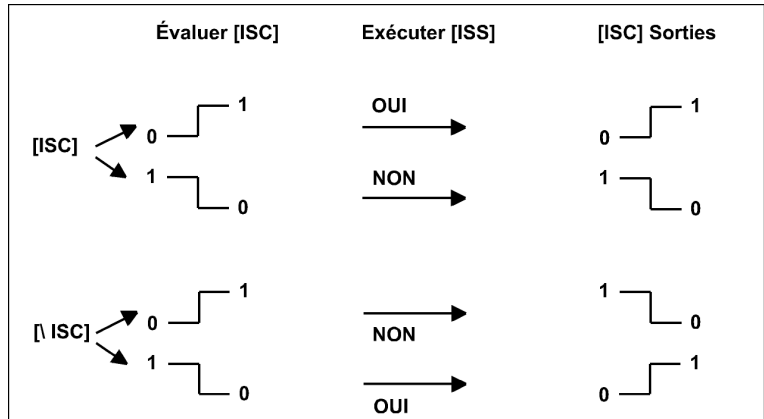 Évaluer [ISC] Exécuter [ISS] [ISC] Sorties
1 OUI 1
0 0
[ISC]
1 NON 1
0 0
1 1
0 NON 0
[\ ISC]
1 1
0 OUI 0